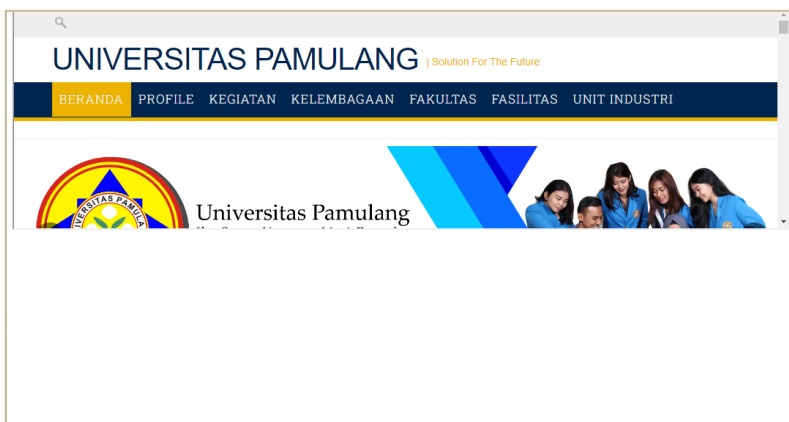 UNIVERSITAS PAMULANG | Solution For The Future
BERANDA PROFILE KEGIATAN KELEMBAGAAN FAKULTAS FASILITAS UNIT INDUSTRI
Universitas Pamulang